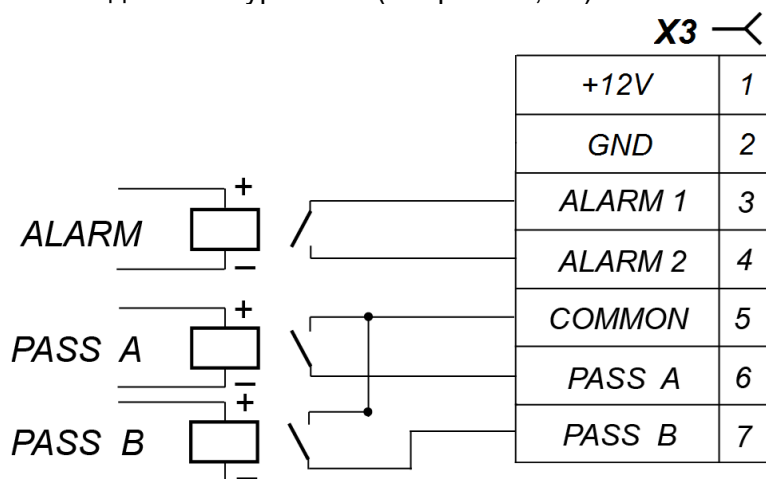 X3
+12V 1
GND 2
+
ALARM 1 3
ALARM
ALARM 2 4
−
+
COMMON 5
PASS A
PASS A 6
−
+
PASS B 7
PASS B
−